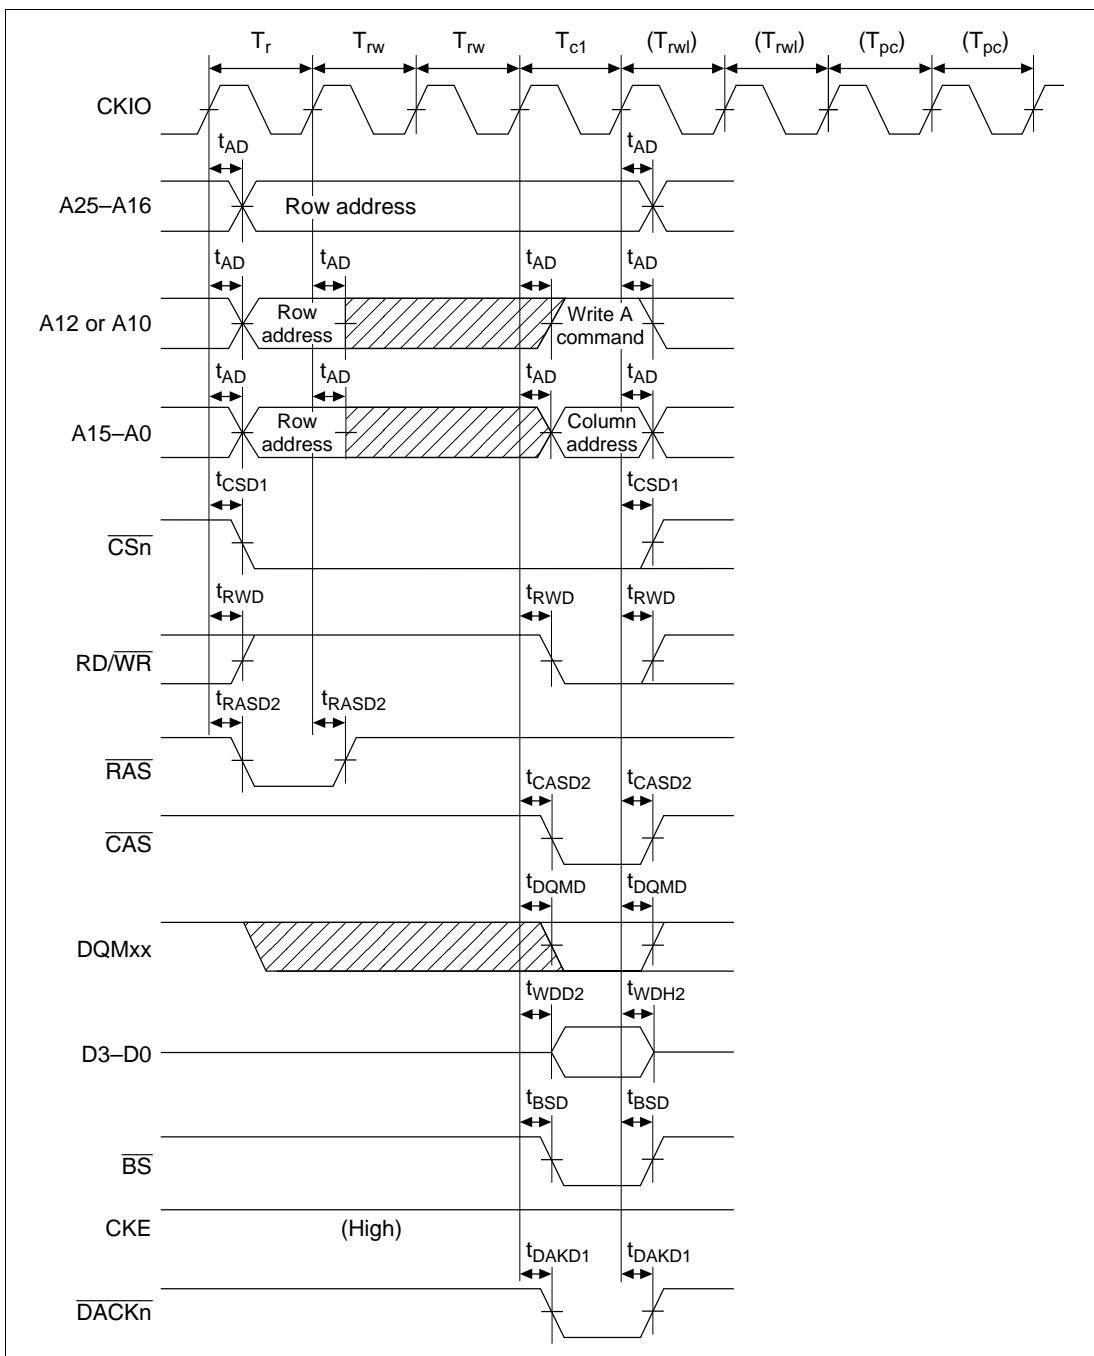 Tr Trw Trw Tc1 (Trwl) (Trwl) (Tpc) (Tpc)
CKIO
tAD tAD
A25–A16 Row address
tAD tAD tAD tAD
A12 or A10 Row address Write A command
tAD tAD tAD tAD
A15–A0 Row address Column address
tCSD1 tCSD1
CSn
tRWD tRWD tRWD
RD/WR
tRASD2 tRASD2
RAS
tCASD2 tCASD2
CAS
tDQMD tDQMD
DQMxx
tWDD2 tWDH2
D3–D0
tBSD tBSD
BS
CKE (High)
tDAKD1 tDAKD1
DACKn